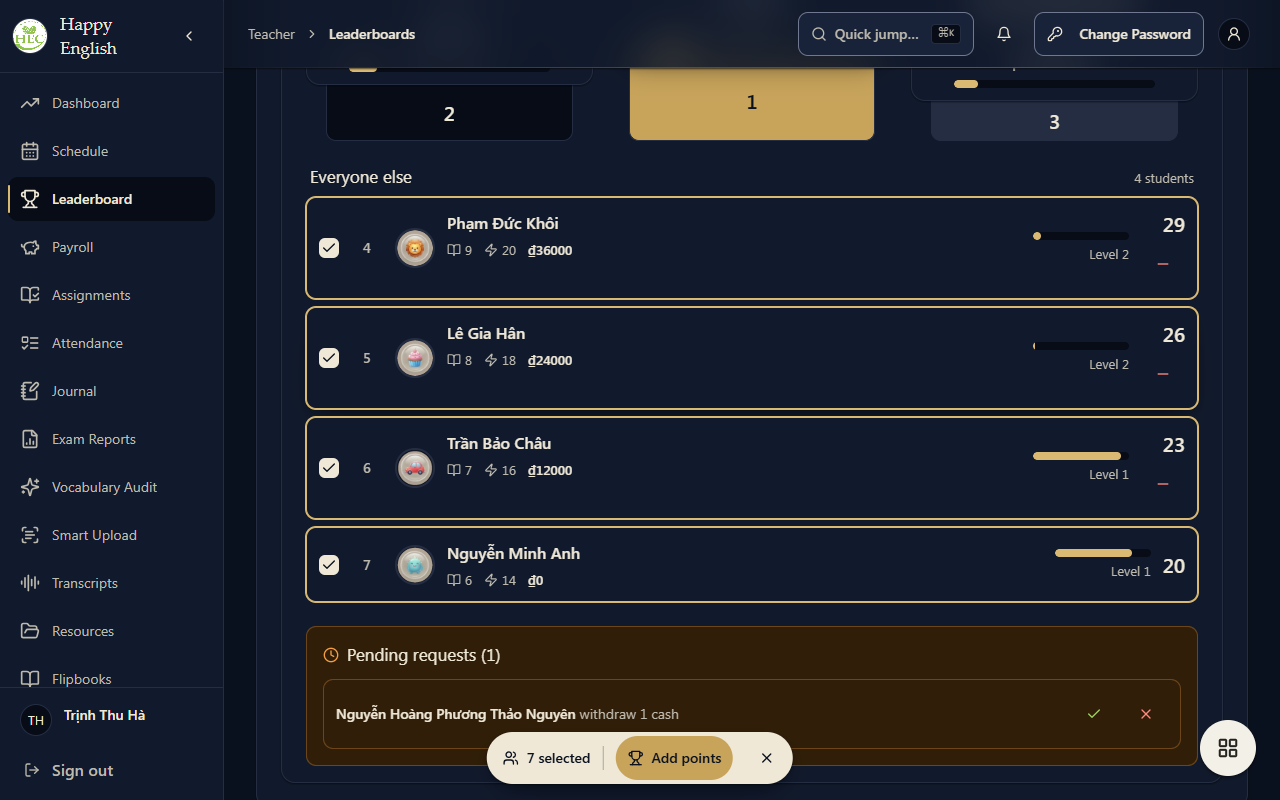 HEC
Happy
English
Dashboard
Schedule
Leaderboard
Payroll
Assignments
Attendance
Journal
Exam Reports
Vocabulary Audit
Smart Upload
Transcripts
Resources
Flipbooks
TH
Trịnh Thu Hà
Sign out
Teacher
Leaderboards
Quick jump...
⌘K
Change Password
2
1
3
Everyone else
4 students
4
Phạm Đức Khôi
9 20 ₫36000
Level 2
29
5
Lê Gia Hân
8 18 ₫24000
Level 2
26
6
Trần Bảo Châu
7 16 ₫12000
Level 1
23
7
Nguyễn Minh Anh
6 14 ₫0
Level 1
20
Pending requests (1)
Nguyễn Hoàng Phương Thảo Nguyên withdraw 1 cash
7 selected
Add points